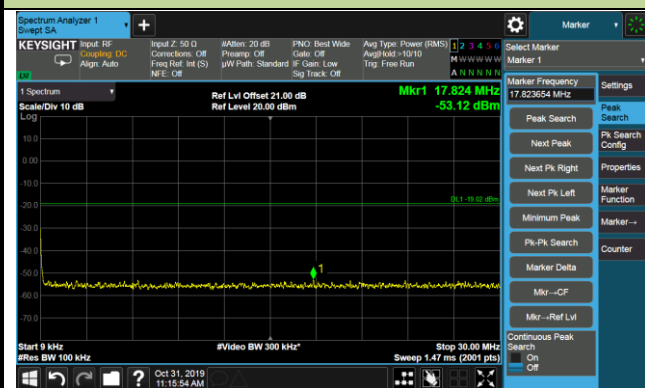 Spectrum Analyzer 1
Swept SA
+
Marker
KEYSIGHT
Input: RF
Coupling: DC
Align: Auto
Input Z: 50 Ω
Corrections: Off
Freq Ref: Int (S)
NFE: Off
#Atten: 20 dB
Preamp: Off
µW Path: Standard
PNO: Best Wide
Gate: Off
IF Gain: Low
Sig Track: Off
Avg Type: Power (RMS)
Avg|Hold:>10/10
Trig: Free Run
1 2 3 4 5 6
M W W W W W
A N N N N N
LXI
Select Marker
Marker 1
1 Spectrum
Scale/Div 10 dB
Log
Ref Lvl Offset 21.00 dB
Ref Level 20.00 dBm
Mkr1 17.824 MHz
-53.12 dBm
10.0
0.00
-10.0
-20.0
-30.0
-40.0
-50.0
-60.0
-70.0
DL1 -19.02 dBm
1
Start 9 kHz
#Res BW 100 kHz
#Video BW 300 kHz*
Stop 30.00 MHz
Sweep 1.47 ms (2001 pts)
Marker Frequency
17.823654 MHz
Peak Search
Next Peak
Next Pk Right
Next Pk Left
Minimum Peak
Pk-Pk Search
Marker Delta
Mkr→CF
Mkr→Ref Lvl
Continuous Peak
Search
On
Off
Settings
Peak
Search
Pk Search
Config
Properties
Marker
Function
Marker→
Counter
?
Oct 31, 2019
11:15:54 AM